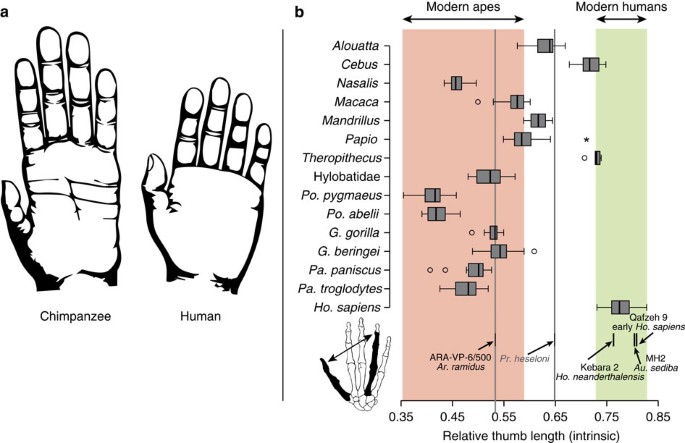 a
Chimpanzee
Human
b
Modern apes
Modern humans
Alouatta
Cebus
Nasalis
Macaca
Mandrillus
Papio
*
Theropithecus
Hylobatidae
Po. pygmaeus
Po. abelii
G. gorilla
G. beringei
Pa. paniscus
Pa. troglodytes
Ho. sapiens
Qafzeh 9
early Ho. sapiens
ARA-VP-6/500
Ar. ramidus
Pr. heseloni
Kebara 2
Ho. neanderthalensis
MH2
Au. sediba
0.35
0.45
0.55
0.65
0.75
0.85
Relative thumb length (intrinsic)